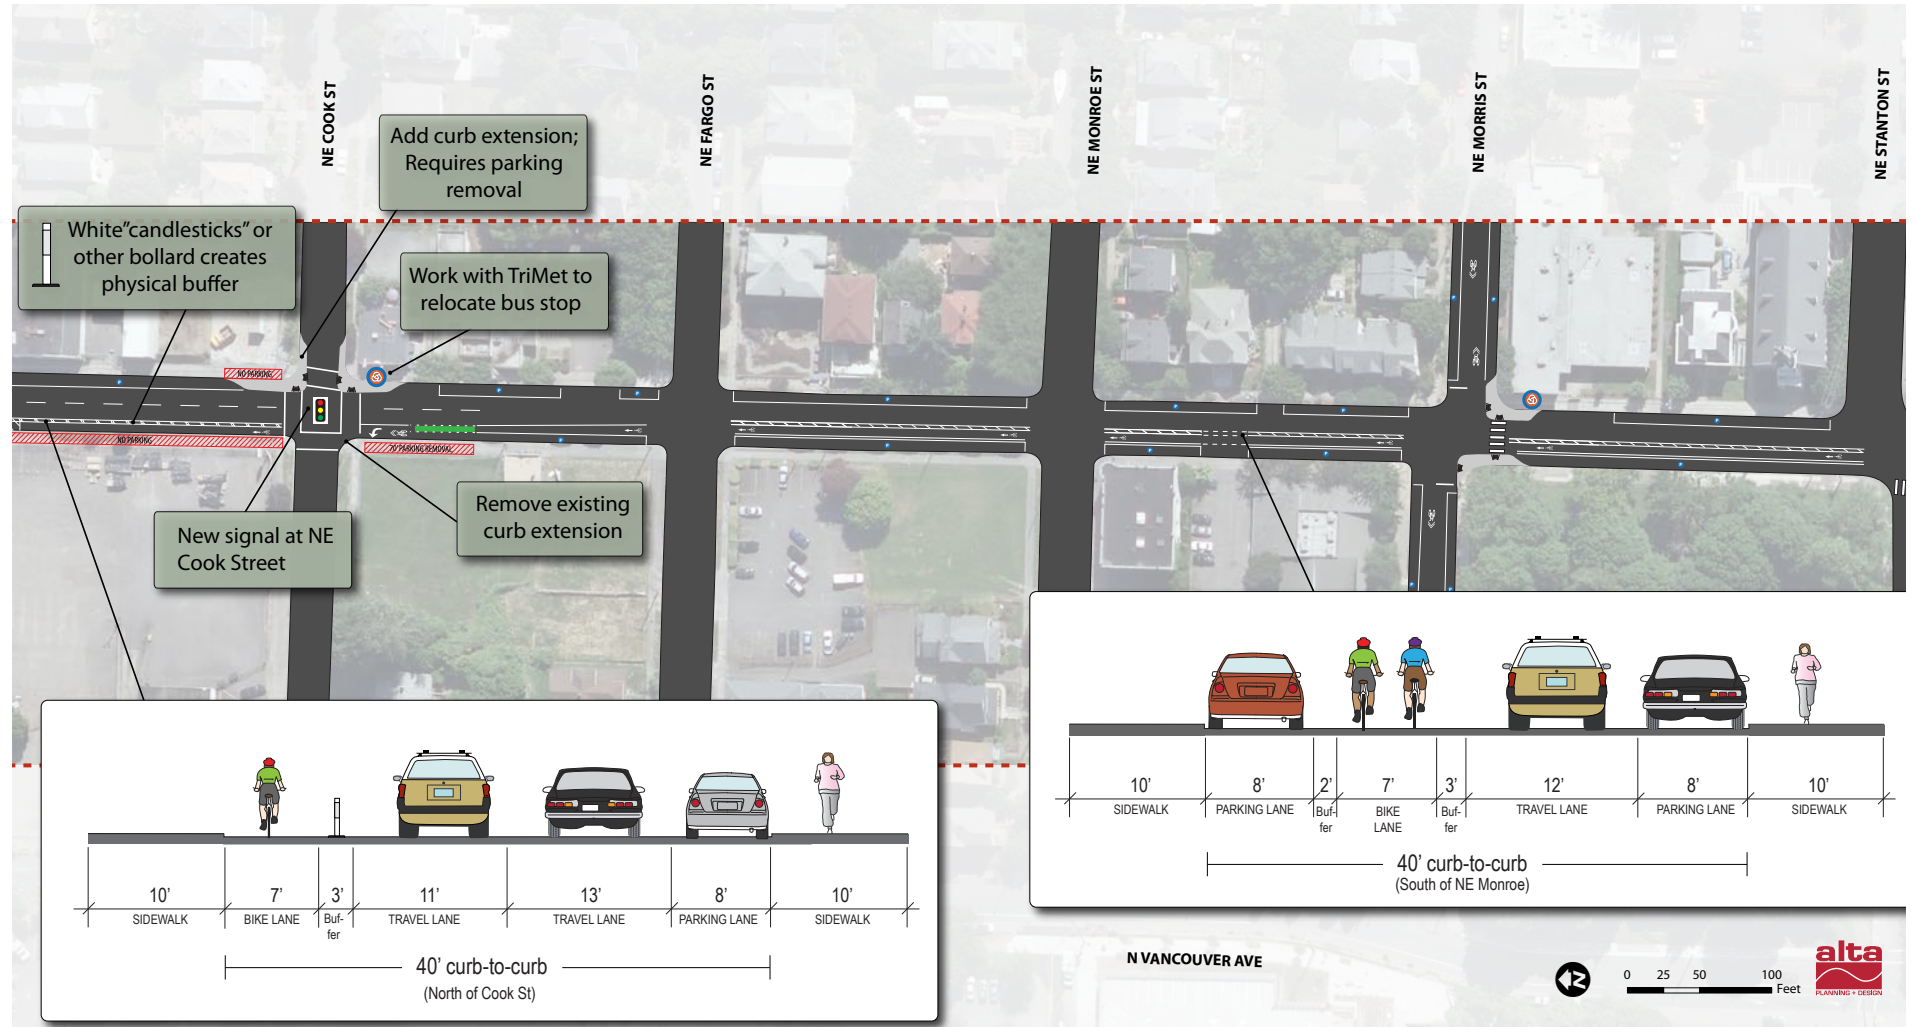 NE COOK ST
NE FARGO ST
NE MONROE ST
NE MORRIS ST
NE STANTON ST
Add curb extension;
Requires parking
removal
White”candlesticks” or
other bollard creates
physical buffer
Work with TriMet to
relocate bus stop
NO PARKING
NO PARKING
70' PARKING REMOVAL
New signal at NE
Cook Street
Remove existing
curb extension
10’
7’
3’
11’
13’
8’
10’
SIDEWALK
BIKE LANE
Buf-
fer
TRAVEL LANE
TRAVEL LANE
PARKING LANE
SIDEWALK
40’ curb-to-curb
(North of Cook St)
10’
8’
2’
7’
3’
12’
8’
10’
SIDEWALK
PARKING LANE
Buf-
fer
BIKE
LANE
Buf-
fer
TRAVEL LANE
PARKING LANE
SIDEWALK
40’ curb-to-curb
(South of NE Monroe)
N VANCOUVER AVE
N
0 25 50 100
Feet
alta
PLANNING + DESIGN